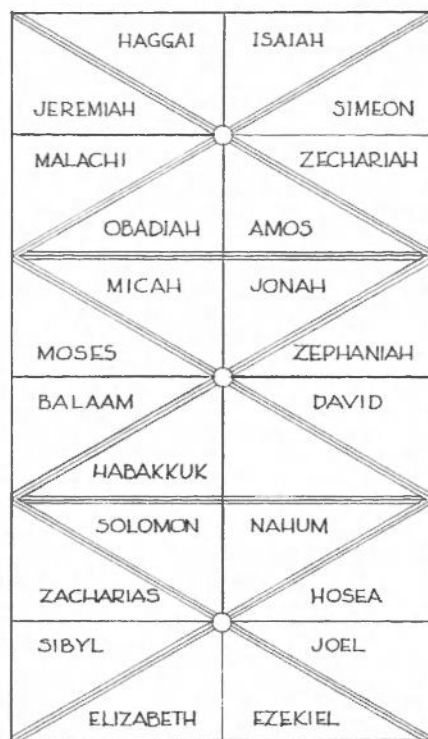 HAGGAI ISAIAH
JEREMIAH SIMEON
MALACHI ZECHARIAH
OBADIAH AMOS
MICAH JONAH
MOSES ZEPHANIAH
BALAAM DAVID
HABAKKUK
SOLOMON NAHUM
ZACHARIAS HOSEA
SIBYL JOEL
ELIZABETH EZEKIEL